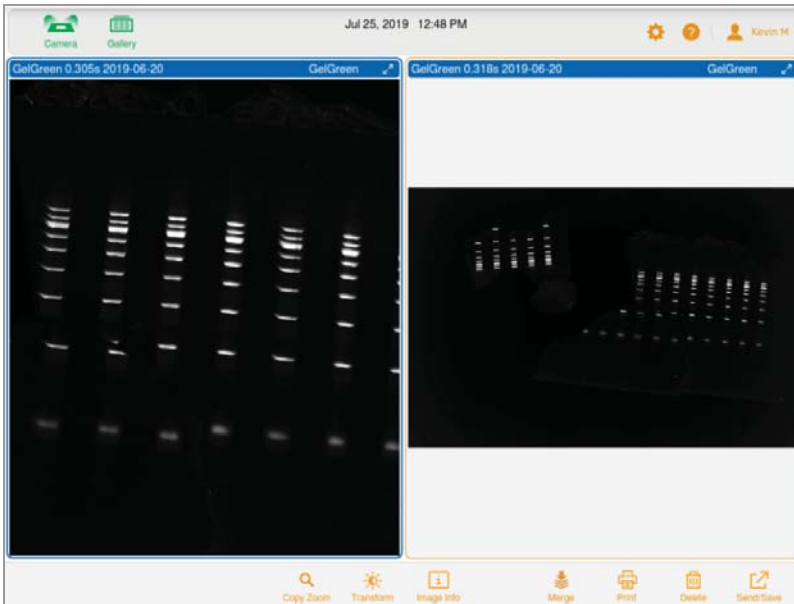 Jul 25, 2019 12:48 PM
Camera
Gallery
Kevin M
GelGreen 0.305s 2019-06-20 GelGreen
GelGreen 0.318s 2019-06-20 GelGreen
Copy Zoom
Transform
Image Info
Merge
Print
Delete
Send/Save